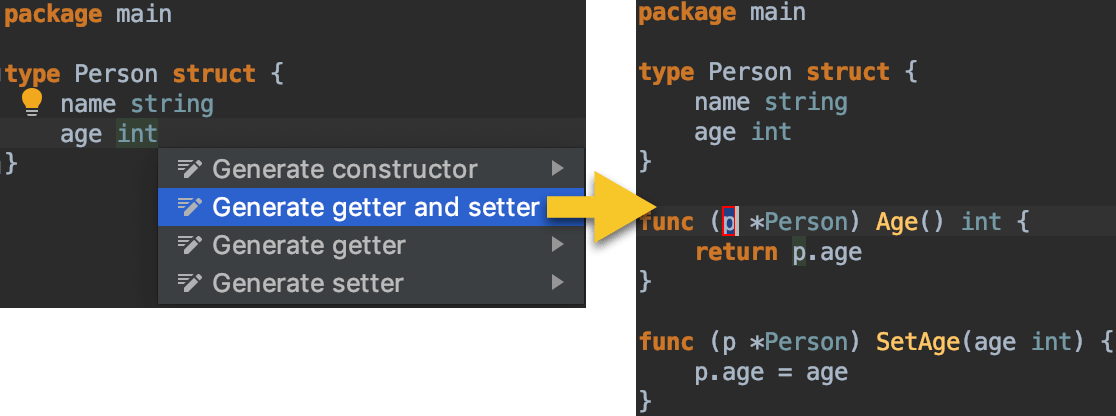 package main
type Person struct {
name string
age int
}
Generate constructor
Generate getter and setter
Generate getter
Generate setter
package main
type Person struct {
name string
age int
}
func (p *Person) Age() int {
return p.age
}
func (p *Person) SetAge(age int) {
p.age = age
}